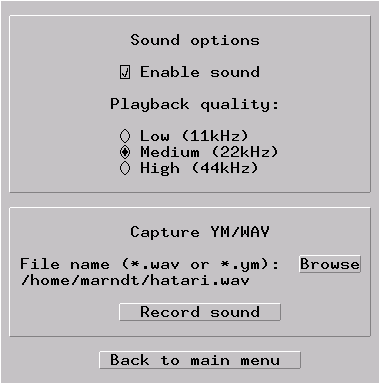 Sound options
Enable sound
Playback quality:
Low (11kHz)
Medium (22kHz)
High (44kHz)
Capture YM/WAV
File name (*.wav or *.ym): Browse
/home/marndt/hatari.wav
Record sound
Back to main menu